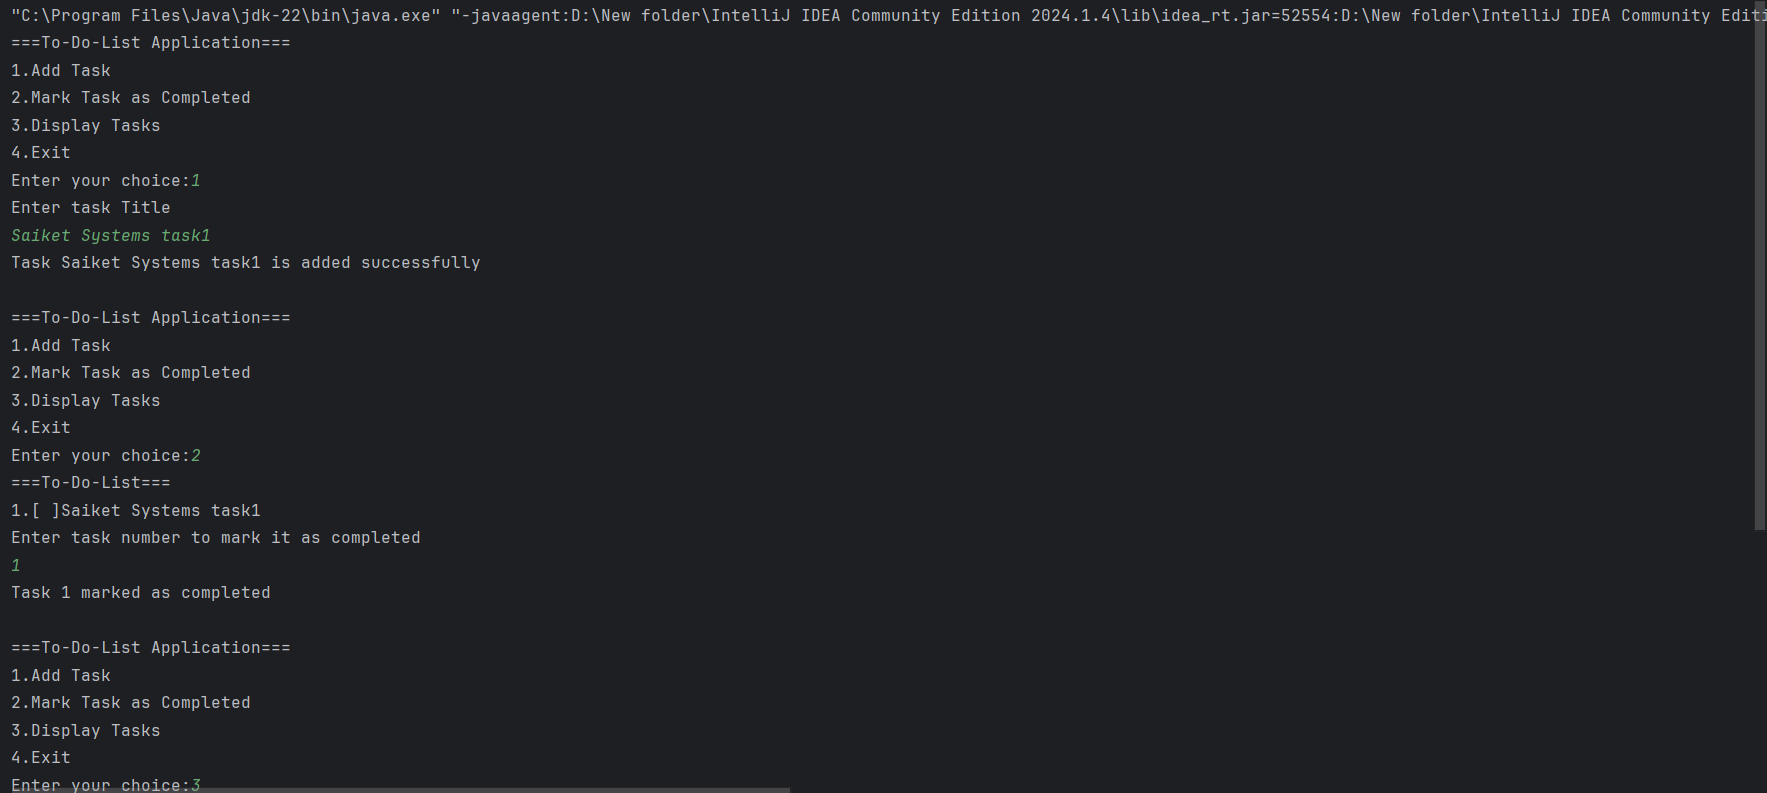 "C:\Program Files\Java\jdk-22\bin\java.exe" "-javaagent:D:\New folder\IntelliJ IDEA Community Edition 2024.1.4\lib\idea_rt.jar=52554:D:\New folder\IntelliJ IDEA Community Editi
===To-Do-List Application===
1.Add Task
2.Mark Task as Completed
3.Display Tasks
4.Exit
Enter your choice:1
Enter task Title
Saiket Systems task1
Task Saiket Systems task1 is added successfully
===To-Do-List Application===
1.Add Task
2.Mark Task as Completed
3.Display Tasks
4.Exit
Enter your choice:2
===To-Do-List===
1.[ ]Saiket Systems task1
Enter task number to mark it as completed
1
Task 1 marked as completed
===To-Do-List Application===
1.Add Task
2.Mark Task as Completed
3.Display Tasks
4.Exit
Enter your choice:3